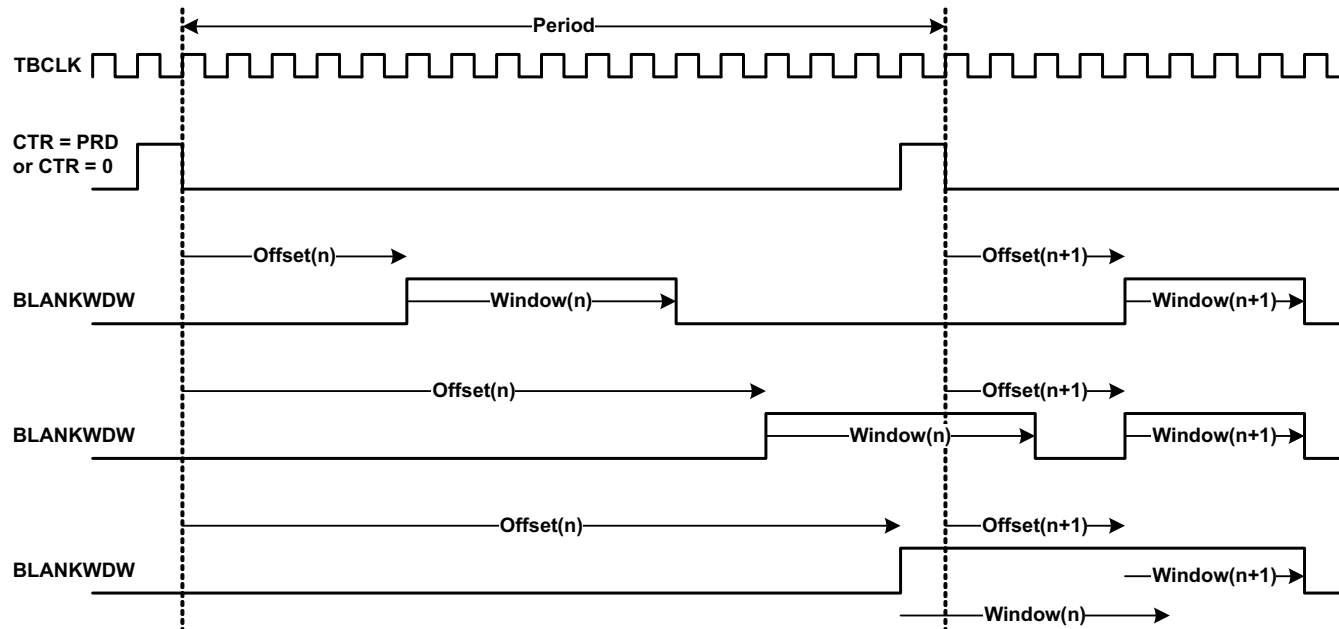 Period
TBCLK
CTR = PRD
or CTR = 0
Offset(n)
Offset(n+1)
BLANKWDW
Window(n)
Window(n+1)
Offset(n)
Offset(n+1)
BLANKWDW
Window(n)
Window(n+1)
Offset(n)
Offset(n+1)
BLANKWDW
Window(n+1)
Window(n)